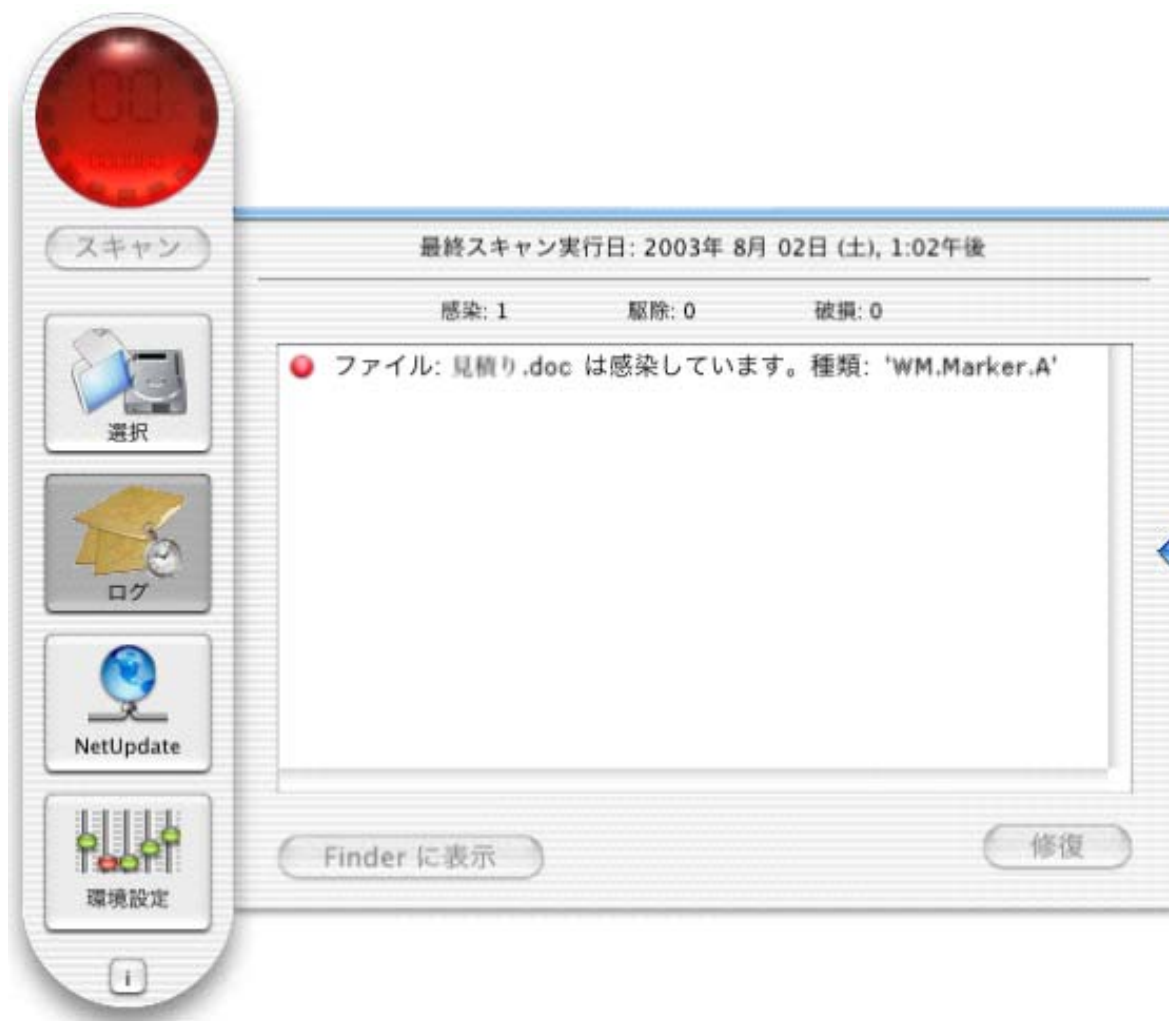 00
000000
スキャン
最終スキャン実行日: 2003年 8月 02日 (土), 1:02午後
感染: 1 駆除: 0 破損: 0
ファイル: 見積り.doc は感染しています。種類: 'WM.Marker.A'
選択
ログ
NetUpdate
環境設定
Finder に表示
修復
i